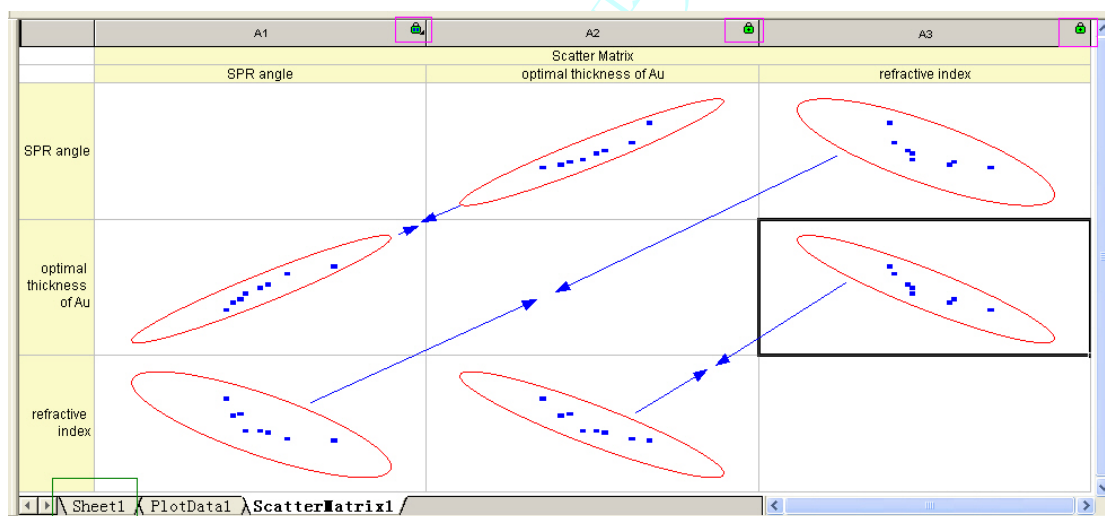 A1 A2 A3
Scatter Matrix
SPR angle optimal thickness of Au refractive index
SPR angle
optimal
thickness
of Au
refractive
index
Sheet1 PlotData1 ScatterMatrix1